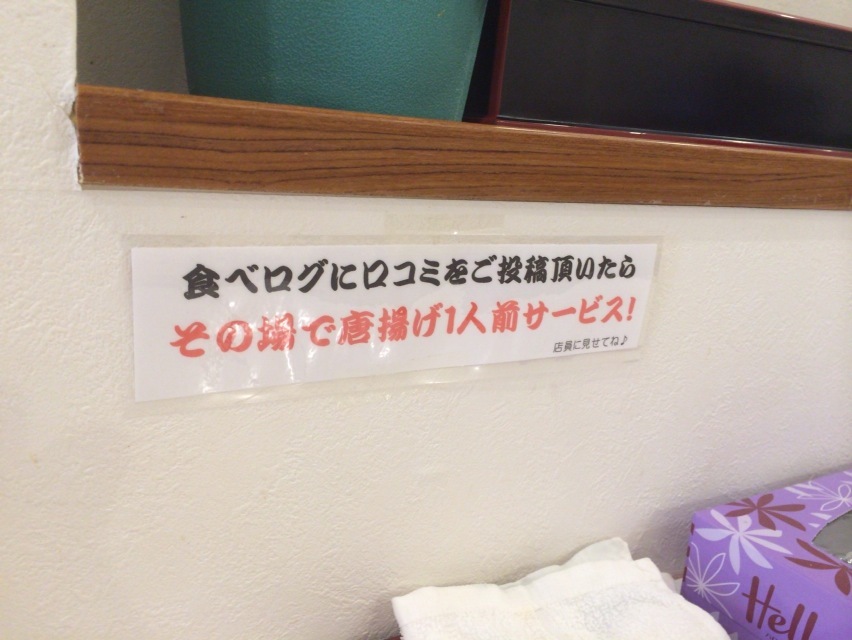 食べログに口コミをご投稿頂いたら
その場で唐揚げ1人前サービス!
店員に見せてね♪
Hell